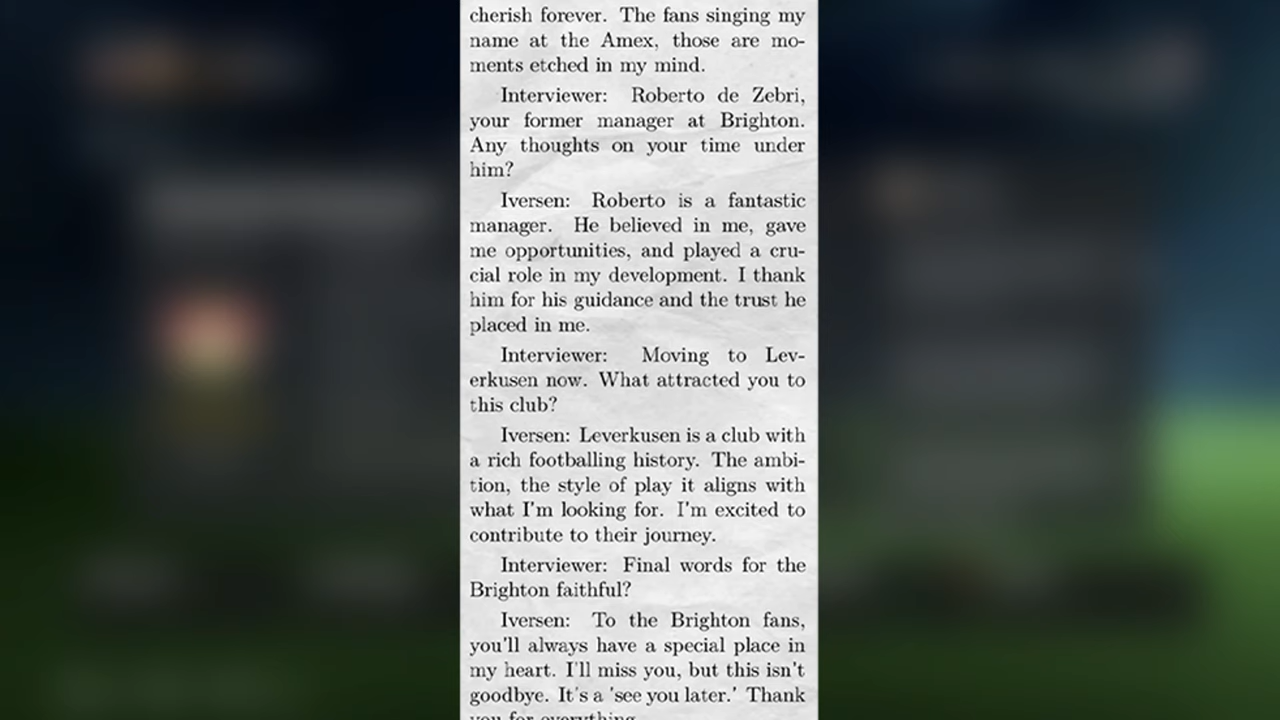 cherish forever. The fans singing my
name at the Amex, those are mo-
ments etched in my mind.
Interviewer: Roberto de Zebri,
your former manager at Brighton.
Any thoughts on your time under
him?
Iversen: Roberto is a fantastic
manager. He believed in me, gave
me opportunities, and played a cru-
cial role in my development. I thank
him for his guidance and the trust he
placed in me.
Interviewer: Moving to Lev-
erkusen now. What attracted you to
this club?
Iversen: Leverkusen is a club with
a rich footballing history. The ambi-
tion, the style of play it aligns with
what I'm looking for. I'm excited to
contribute to their journey.
Interviewer: Final words for the
Brighton faithful?
Iversen: To the Brighton fans,
you'll always have a special place in
my heart. I'll miss you, but this isn't
goodbye. It's a 'see you later.' Thank
you for everything.